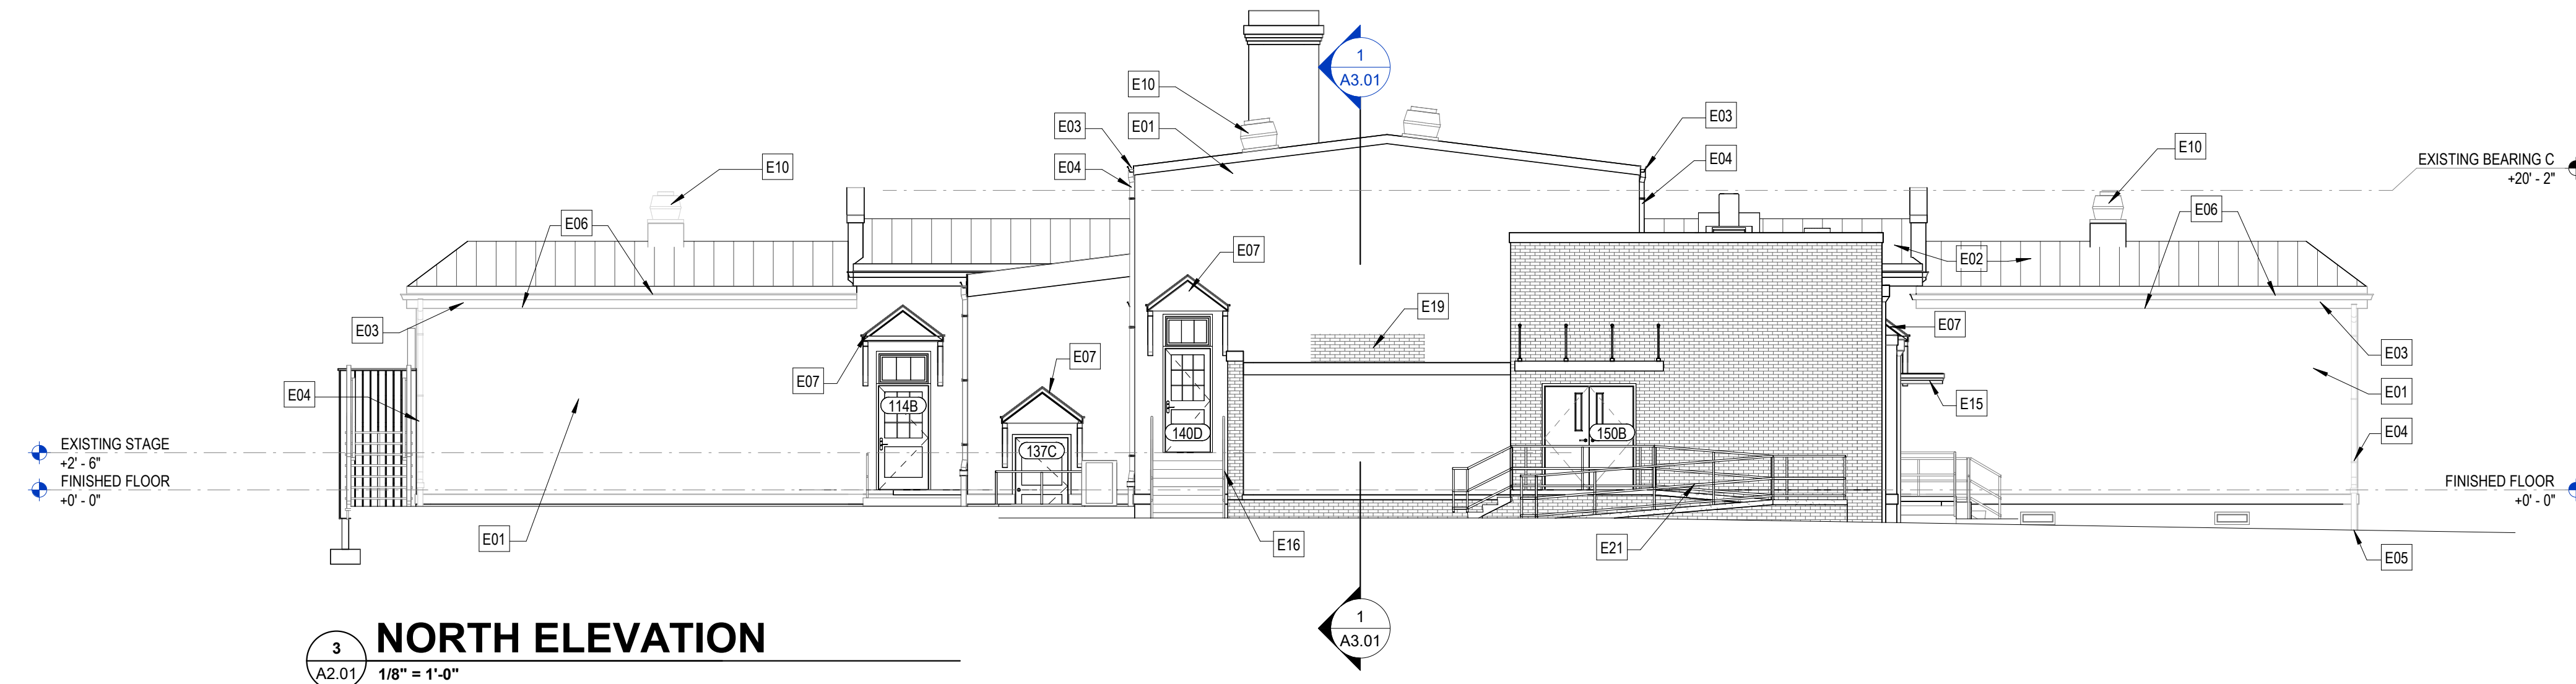 1
A3.01
E10
E03
E01
E03
E04
E04
E10
E10
EXISTING BEARING C
+20' - 2"
E06
E06
E07
E02
E03
E19
E07
E07
E07
E03
E04
E01
E15
114B
140D
150B
137C
E04
EXISTING STAGE
+2' - 6"
FINISHED FLOOR
+0' - 0"
FINISHED FLOOR
+0' - 0"
E01
E16
E21
E05
1
A3.01
3
A2.01
NORTH ELEVATION
1/8" = 1'-0"